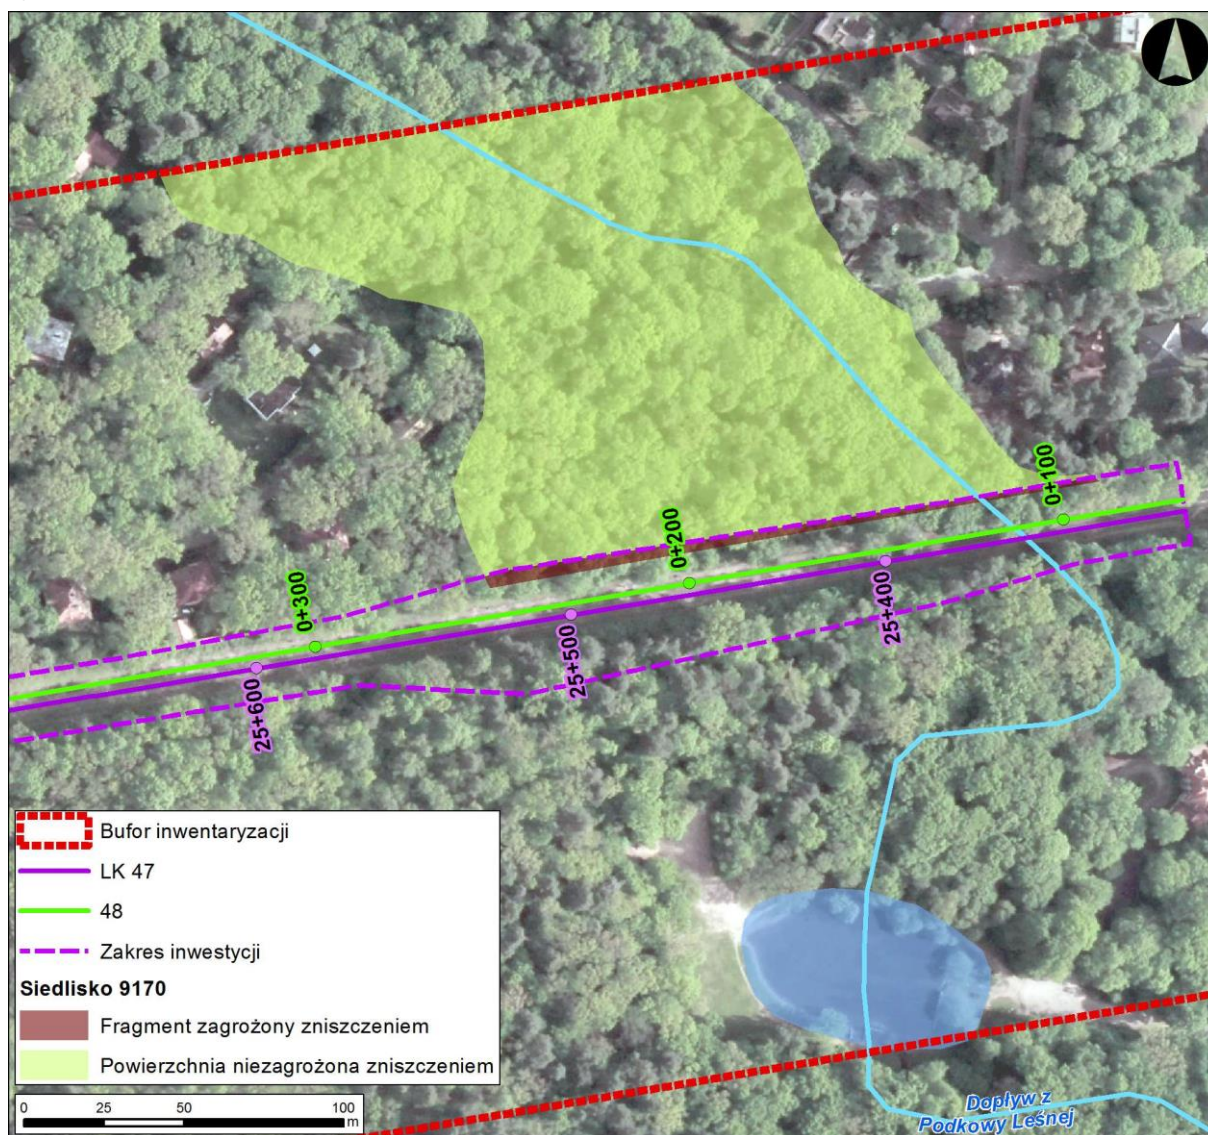 0+100
0+200
0+300
25+400
25+500
25+600
Bufor inwentaryzacji
LK 47
48
Zakres inwestycji
Siedlisko 9170
Fragment zagrożony zniszczeniem
Powierzchnia niezagrożona zniszczeniem
0 25 50 100
m
Dopływ z
Podkowy Leśnej